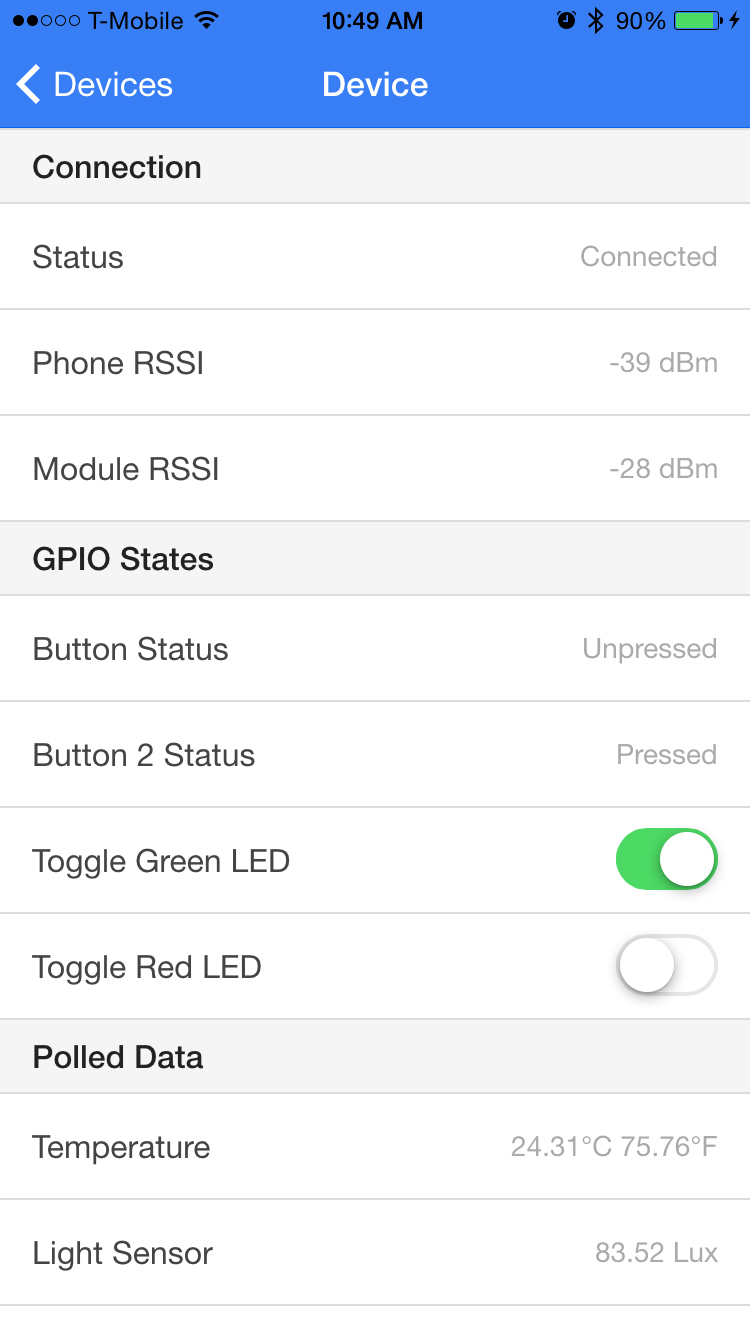 T-Mobile 10:49 AM 90%
Devices Device
Connection
Status Connected
Phone RSSI -39 dBm
Module RSSI -28 dBm
GPIO States
Button Status Unpressed
Button 2 Status Pressed
Toggle Green LED
Toggle Red LED
Polled Data
Temperature 24.31°C 75.76°F
Light Sensor 83.52 Lux